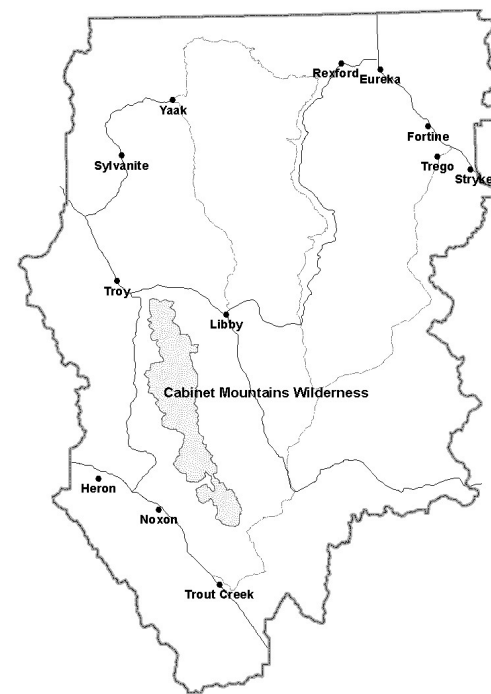 Rexford
Eureka
Yaak
Fortine
Sylvanite
Trego
Stryke
Troy
Libby
Cabinet Mountains Wilderness
Heron
Noxon
Trout Creek